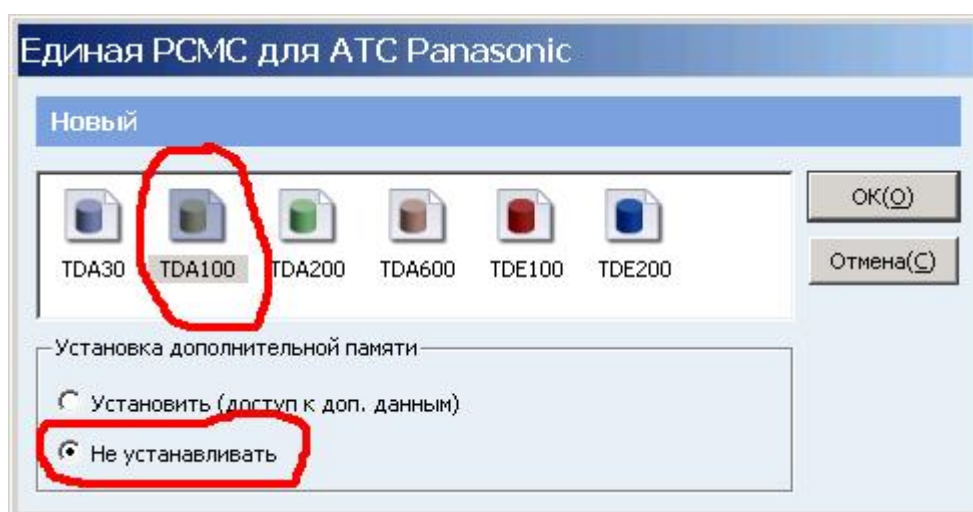 Единая PCMC для АТС Panasonic
Новый
TDA30 TDA100 TDA200 TDA600 TDE100 TDE200
ОК(O)
Отмена(C)
Установка дополнительной памяти
Установить (доступ к доп. данным)
Не устанавливать